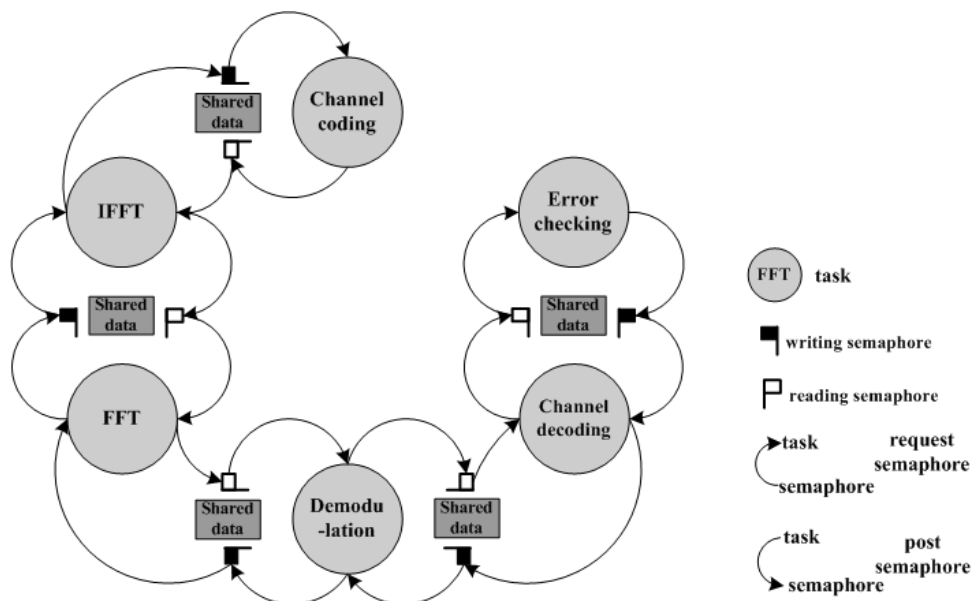 Shared
data
Channel
coding
IFFT
Error
checking
Shared
data
Shared
data
FFT
Channel
decoding
Shared
data
Demodu
-lation
Shared
data
FFT
task
writing semaphore
reading semaphore
task
request
semaphore
semaphore
task
post
semaphore
semaphore